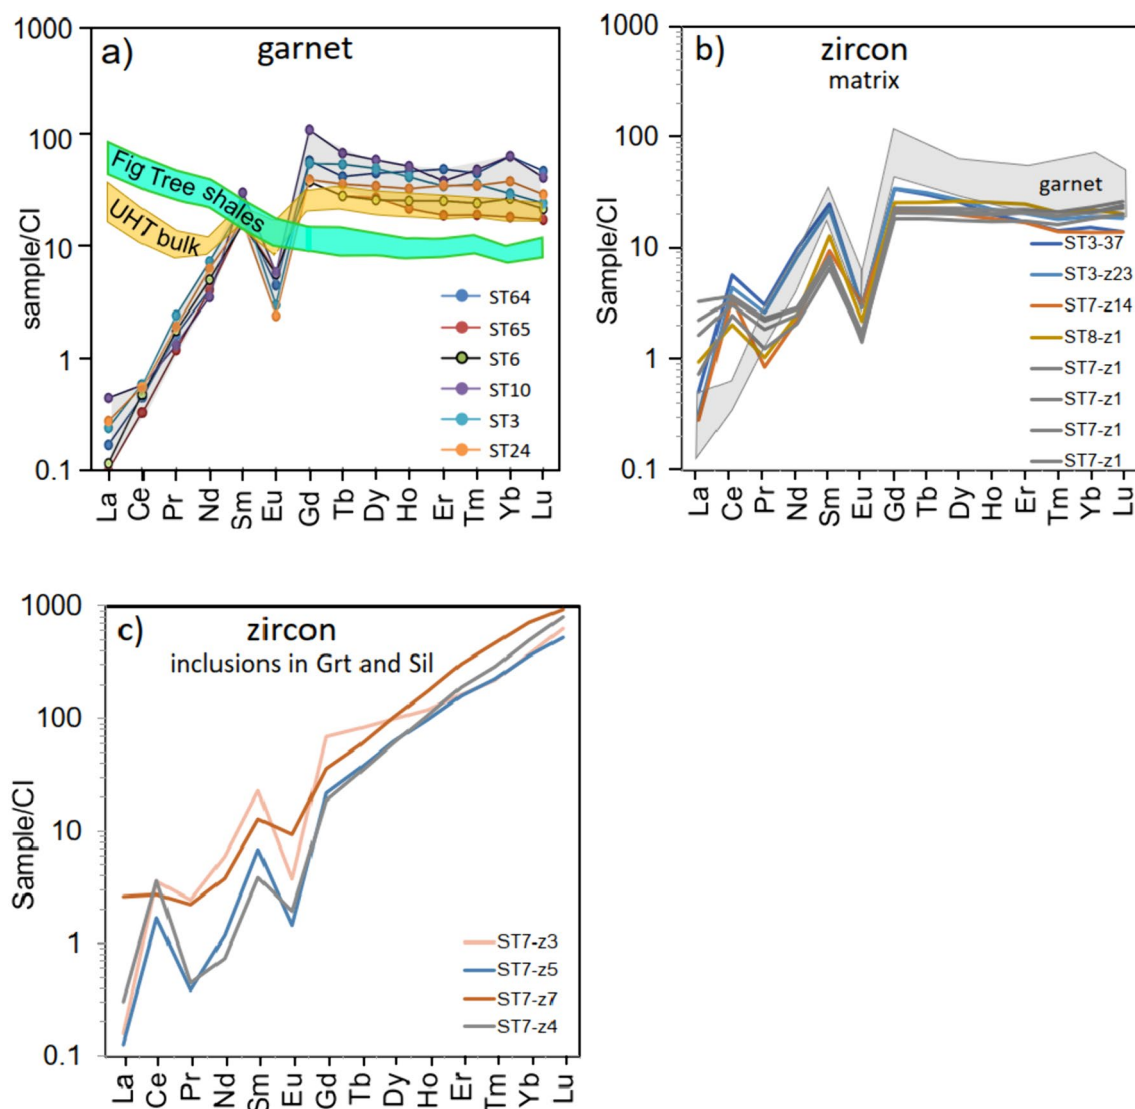 a) garnet
1000
100
10
1
0.1
sample/CI
Fig Tree shales
UHT bulk
ST64
ST65
ST6
ST10
ST3
ST24
La Ce Pr Nd Sm Eu Gd Tb Dy Ho Er Tm Yb Lu
b) zircon
matrix
1000
100
10
1
0.1
Sample/CI
garnet
ST3-37
ST3-z23
ST7-z14
ST8-z1
ST7-z1
ST7-z1
ST7-z1
ST7-z1
La Ce Pr Nd Sm Eu Gd Tb Dy Ho Er Tm Yb Lu
c) zircon
inclusions in Grt and Sil
1000
100
10
1
0.1
Sample/CI
ST7-z3
ST7-z5
ST7-z7
ST7-z4
La Ce Pr Nd Sm Eu Gd Tb Dy Ho Er Tm Yb Lu